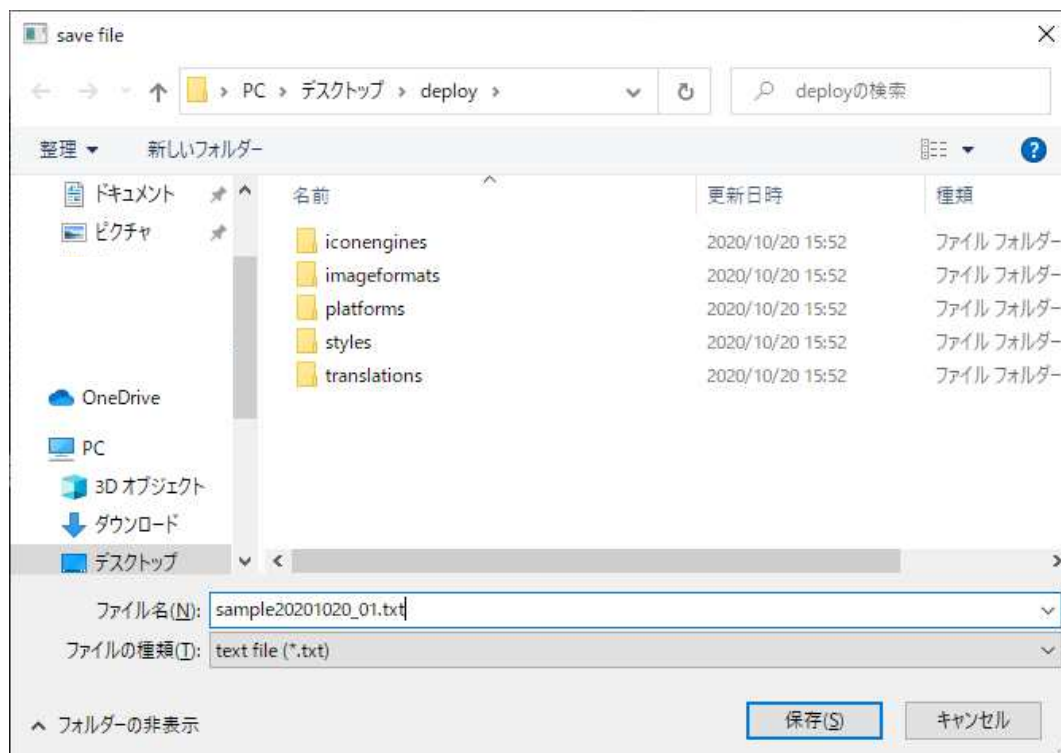 save file
PC › デスクトップ › deploy ›
deployの検索
整理
新しいフォルダー
ドキュメント
ピクチャ
OneDrive
PC
3D オブジェクト
ダウンロード
デスクトップ
名前 更新日時 種類
iconengines 2020/10/20 15:52 ファイル フォルダー
imageformats 2020/10/20 15:52 ファイル フォルダー
platforms 2020/10/20 15:52 ファイル フォルダー
styles 2020/10/20 15:52 ファイル フォルダー
translations 2020/10/20 15:52 ファイル フォルダー
ファイル名(N): sample20201020_01.txt
ファイルの種類(T): text file (*.txt)
フォルダーの非表示
保存(S) キャンセル